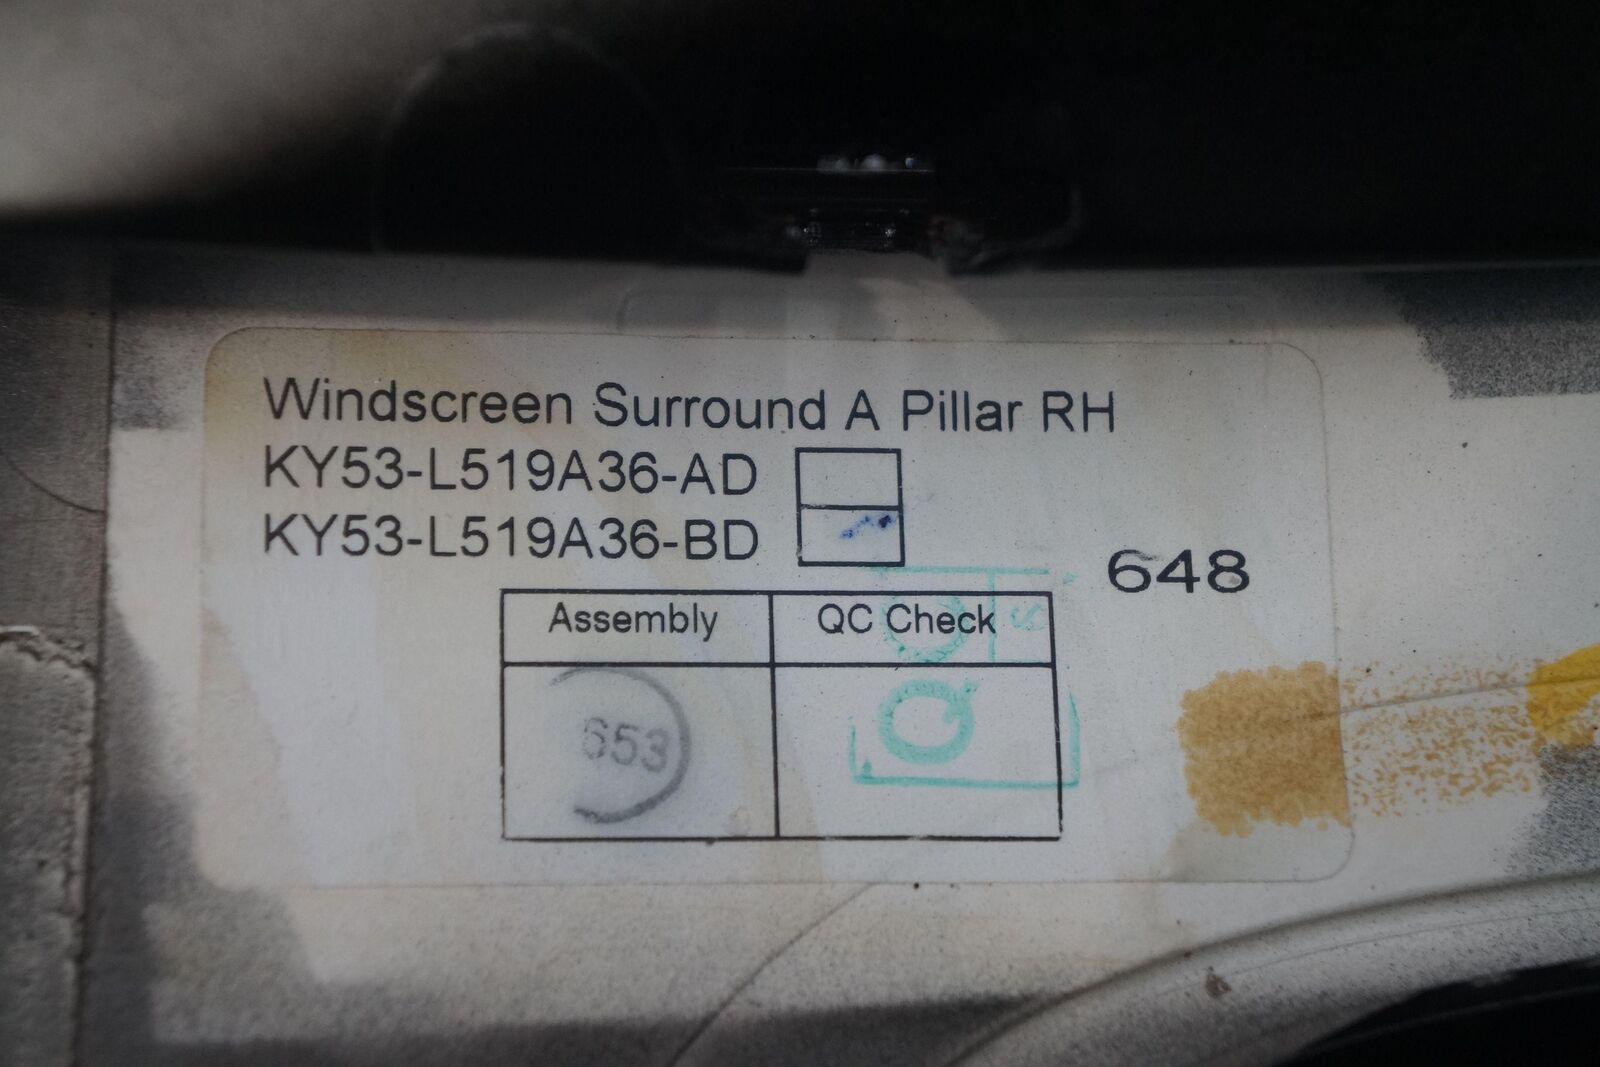 Windscreen Surround A Pillar RH
KY53-L519A36-AD
KY53-L519A36-BD
648
Assembly QC Check
653